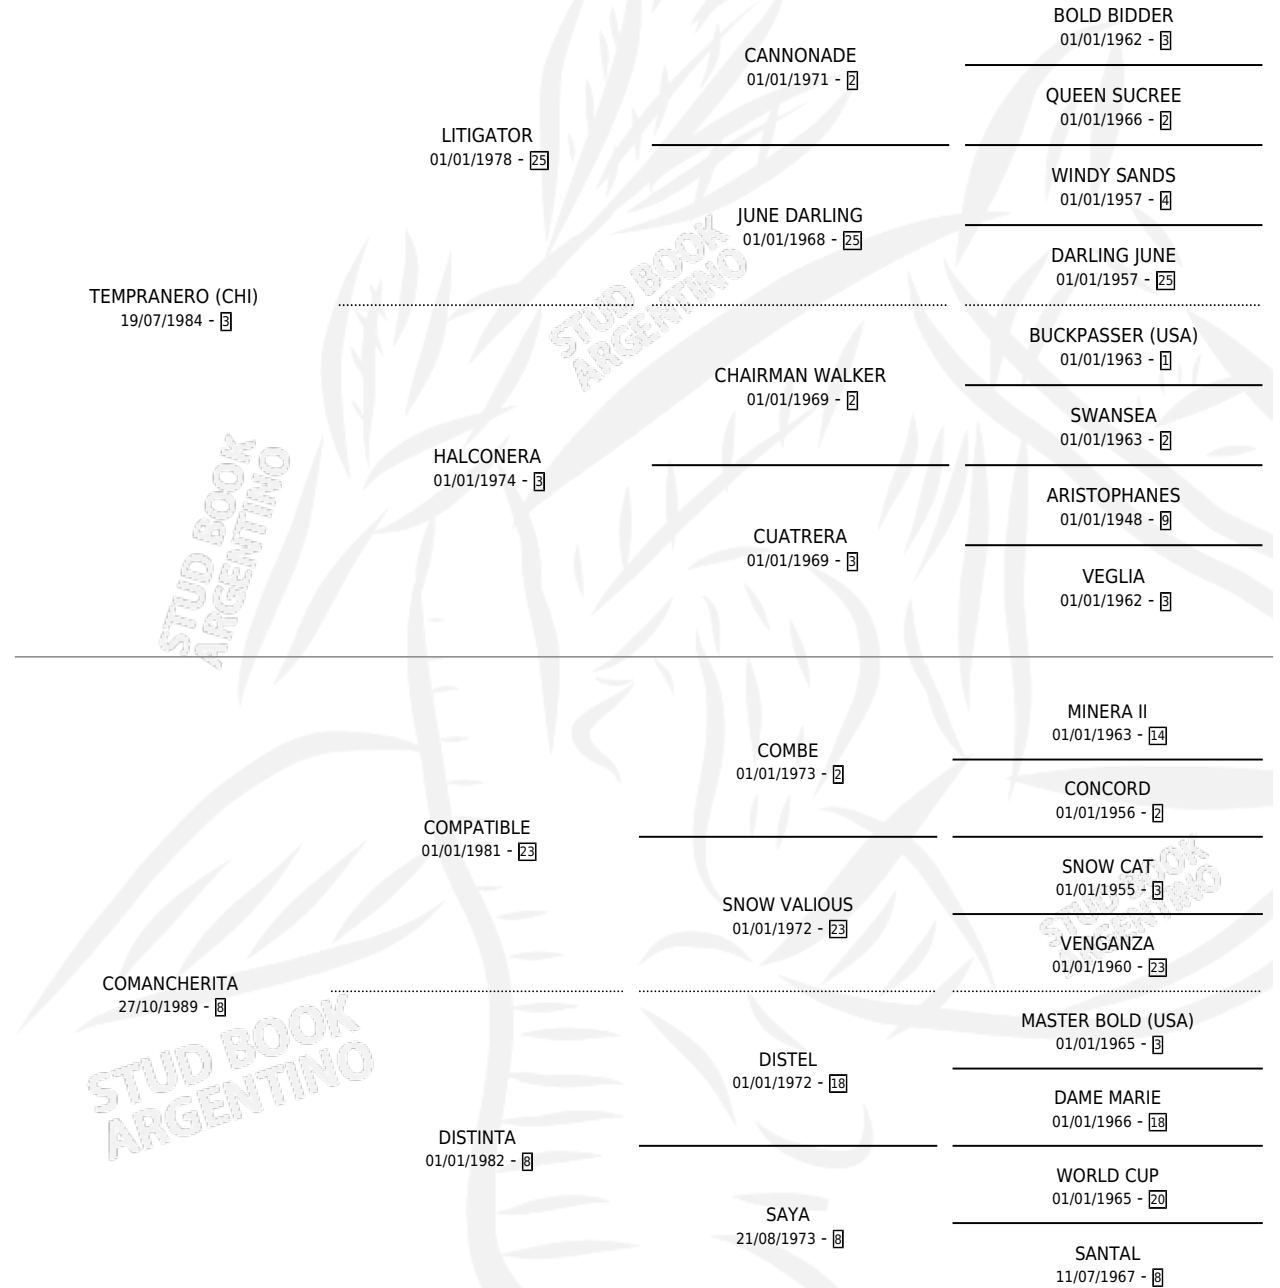 BOLD BIDDER
01/01/1962 - 3
CANNONADE
01/01/1971 - 2
QUEEN SUCREE
01/01/1966 - 2
LITIGATOR
01/01/1978 - 25
WINDY SANDS
01/01/1957 - 4
JUNE DARLING
01/01/1968 - 25
DARLING JUNE
01/01/1957 - 25
TEMPRANERO (CHI)
19/07/1984 - 3
STUD BOOK
ARGENTINO
BUCKPASSER (USA)
01/01/1963 - 1
CHAIRMAN WALKER
01/01/1969 - 2
SWANSEA
01/01/1963 - 2
HALCONERA
01/01/1974 - 3
ARISTOPHANES
01/01/1948 - 9
CUATRERA
01/01/1969 - 3
VEGLIA
01/01/1962 - 3
STUD BOOK
ARGENTINO
MINERA II
01/01/1963 - 14
COMBE
01/01/1973 - 2
CONCORD
01/01/1956 - 2
COMPATIBLE
01/01/1981 - 23
SNOW CAT
01/01/1955 - 3
SNOW VALIOUS
01/01/1972 - 23
VENGANZA
01/01/1960 - 23
STUD BOOK
ARGENTINO
COMANCHERITA
27/10/1989 - 8
MASTER BOLD (USA)
01/01/1965 - 3
DISTEL
01/01/1972 - 18
DAME MARIE
01/01/1966 - 18
STUD BOOK
ARGENTINO
DISTINTA
01/01/1982 - 8
WORLD CUP
01/01/1965 - 20
SAYA
21/08/1973 - 8
SANTAL
11/07/1967 - 8